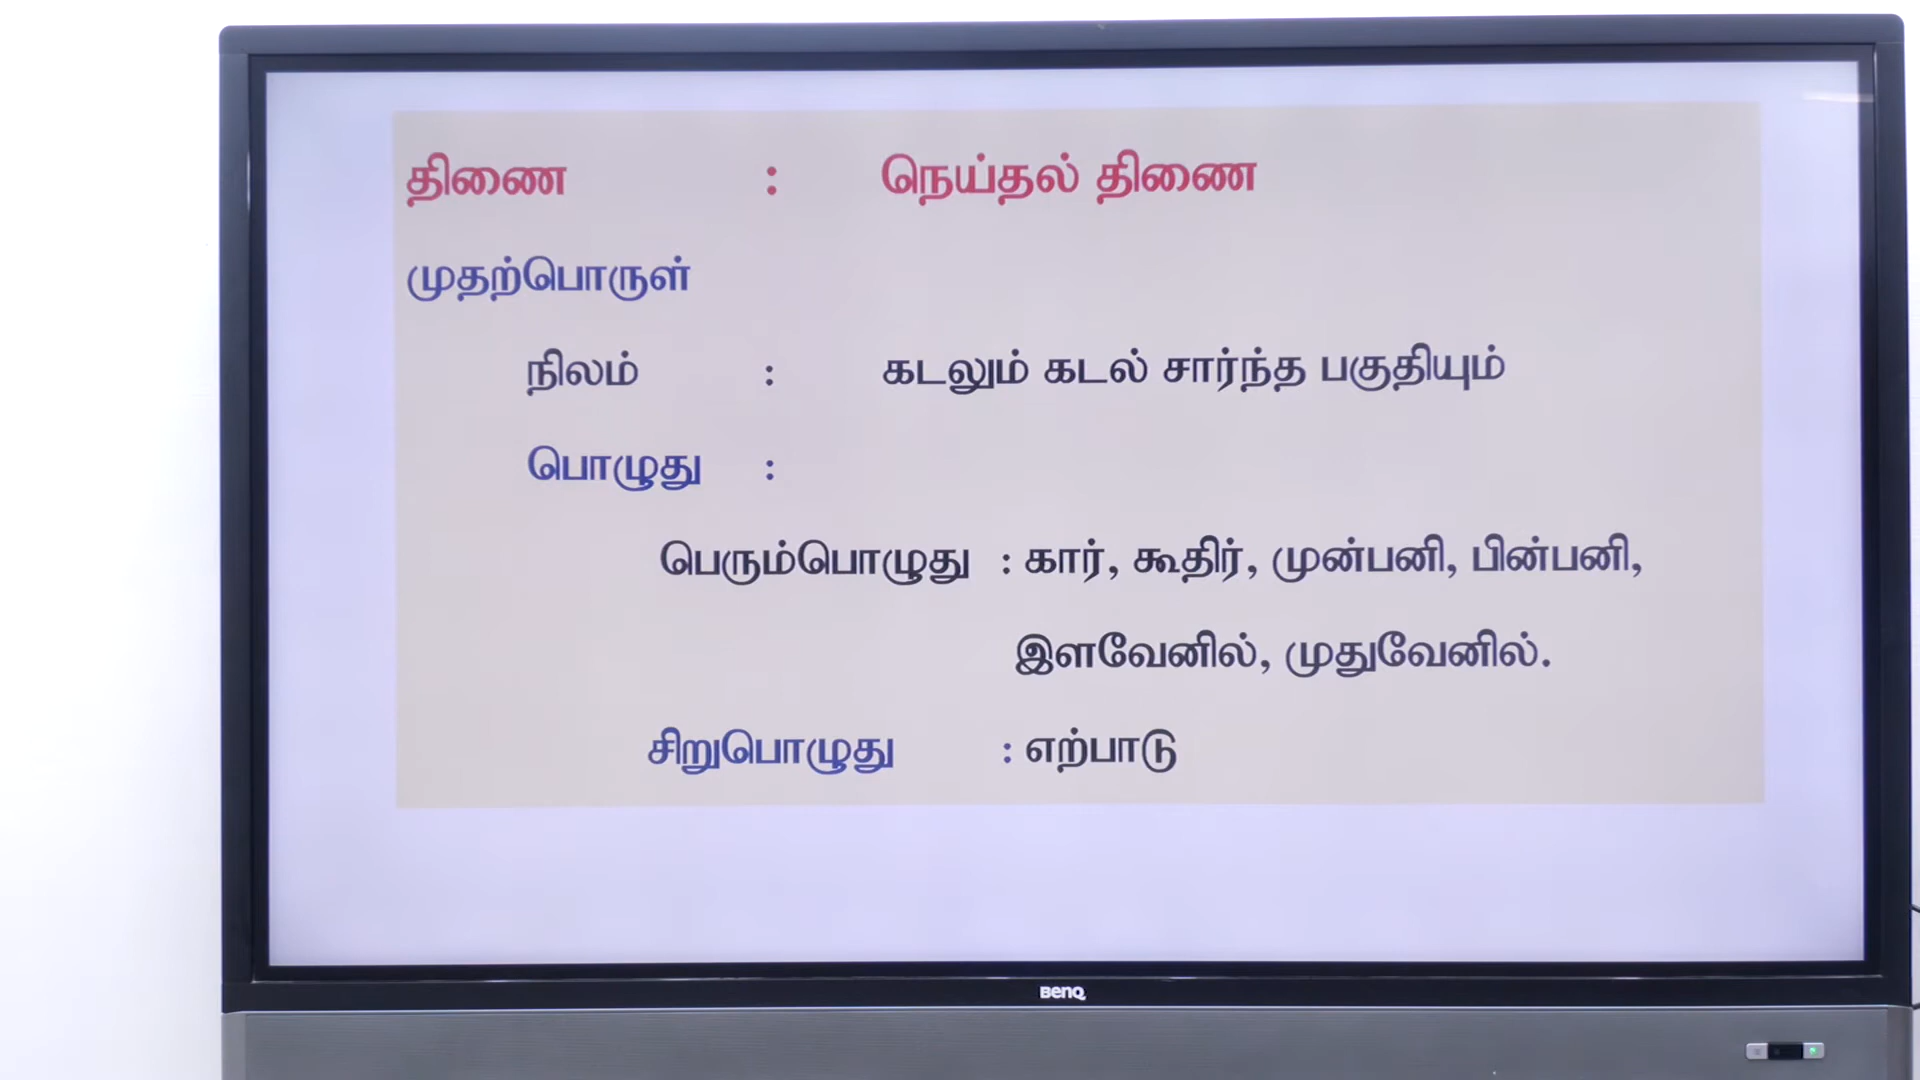 திணை : நெய்தல் திணை
முதற்பொருள்
நிலம் : கடலும் கடல் சார்ந்த பகுதியும்
பொழுது :
பெரும்பொழுது : கார், கூதிர், முன்பனி, பின்பனி,
இளவேனில், முதுவேனில்.
சிறுபொழுது : எற்பாடு
BenQ